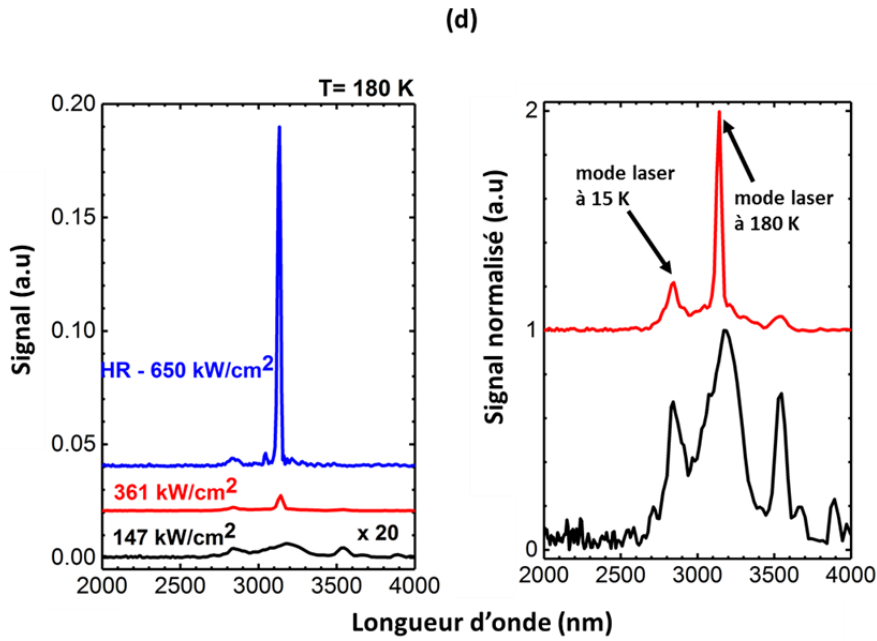 (d)
T= 180 K
Signal (a.u)
0.20
0.15
0.10
0.05
0.00
HR - 650 kW/cm²
361 kW/cm²
147 kW/cm²
x 20
2000 2500 3000 3500 4000
Signal normalisé (a.u)
2
1
0
mode laser
à 15 K
mode laser
à 180 K
2000 2500 3000 3500 4000
Longueur d'onde (nm)